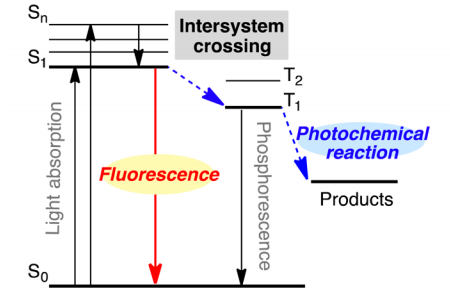 Sn
Intersystem
crossing
S1
T2
T1
Light absorption
Fluorescence
Phosphorescence
Photochemical
reaction
Products
S0